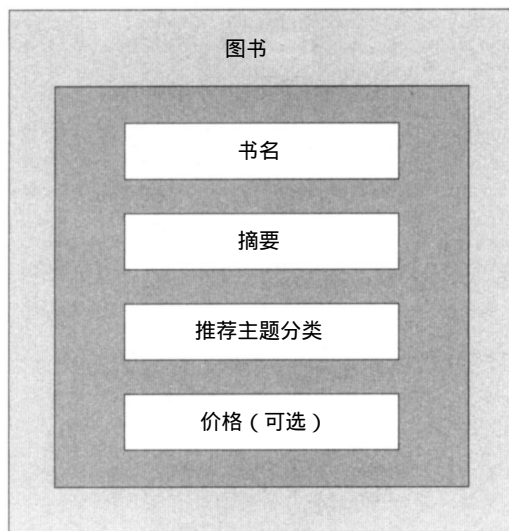 图书
书名
摘要
推荐主题分类
价格（可选）